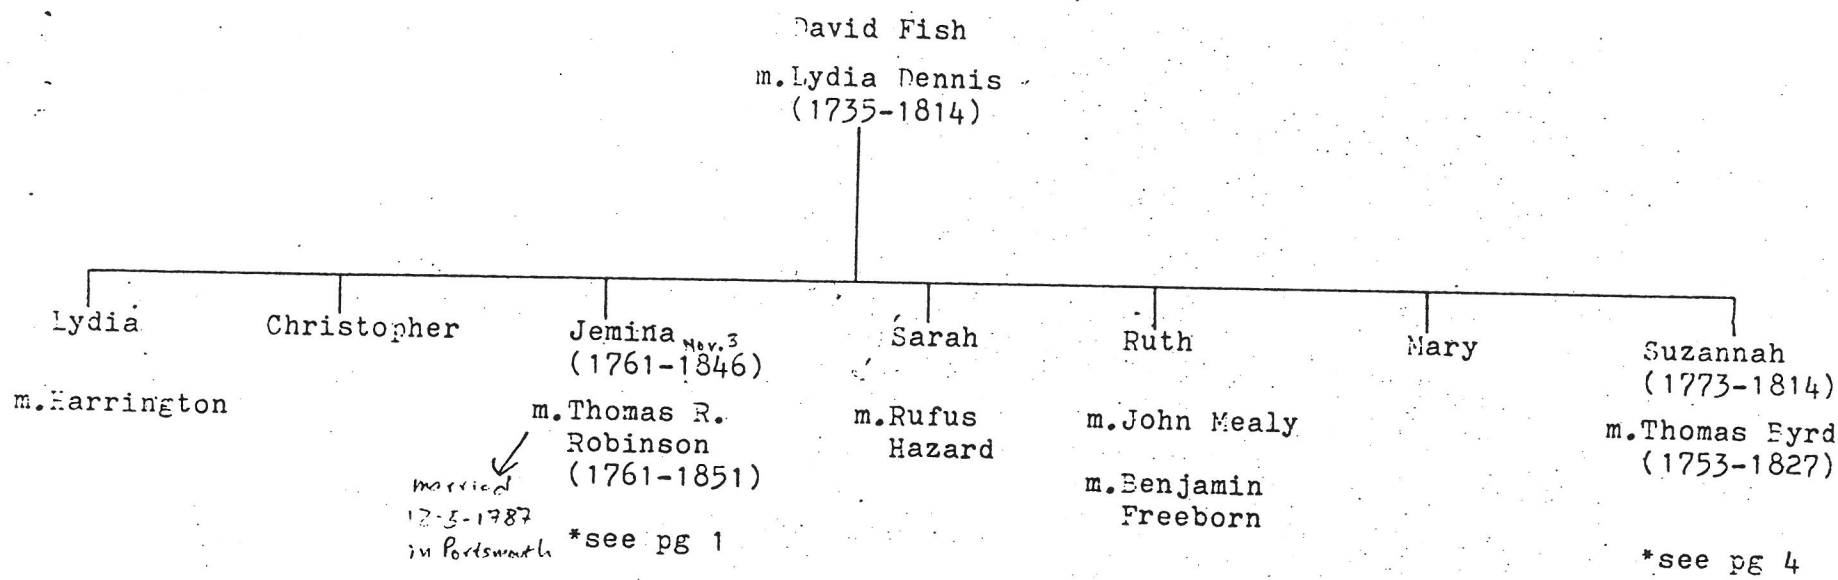 David Fish
m.Lydia Dennis
(1735-1814)
Lydia
m.Harrington
Christopher
Jemina Nov. 3
(1761-1846)
m.Thomas R.
Robinson
(1761-1851)
married
12-5-1787
in Portsmouth
*see pg 1
Sarah
m.Rufus
Hazard
Ruth
m.John Mealy
m.Benjamin
Freeborn
Mary
Suzannah
(1773-1814)
m.Thomas Byrd
(1753-1827)
*see pg 4